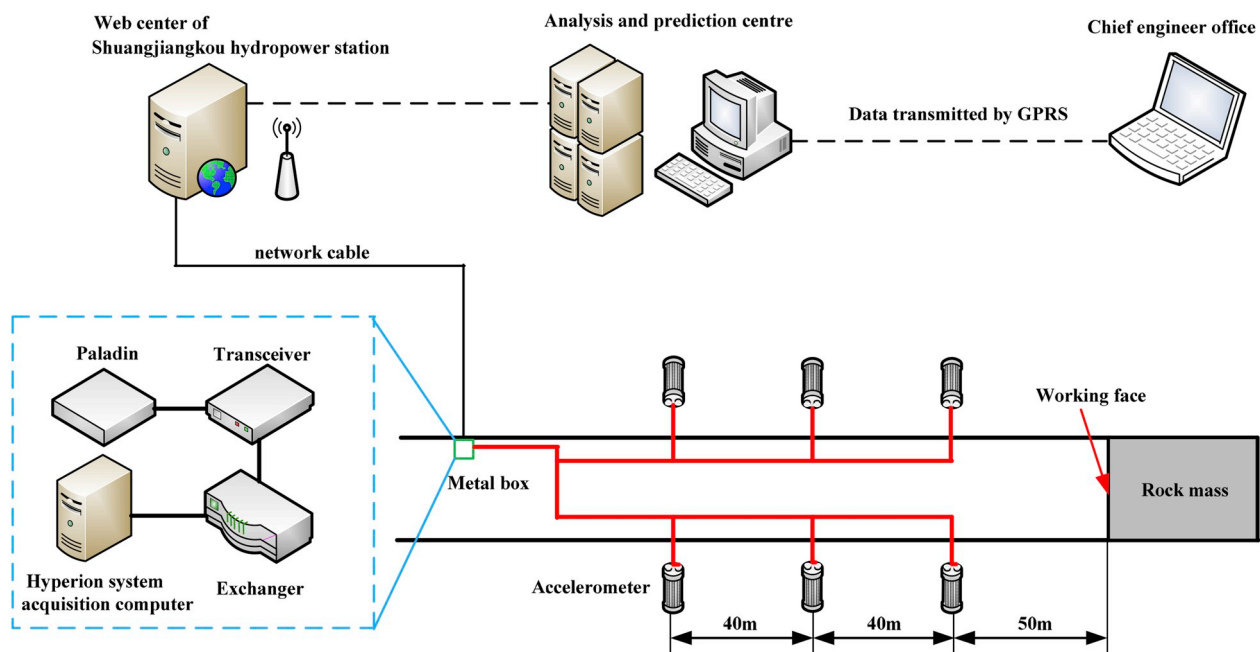 Web center of
Shuangjiangkou hydropower station
Analysis and prediction centre
Chief engineer office
Data transmitted by GPRS
network cable
Paladin
Transceiver
Hyperion system
acquisition computer
Exchanger
Metal box
Working face
Rock mass
Accelerometer
40m
40m
50m